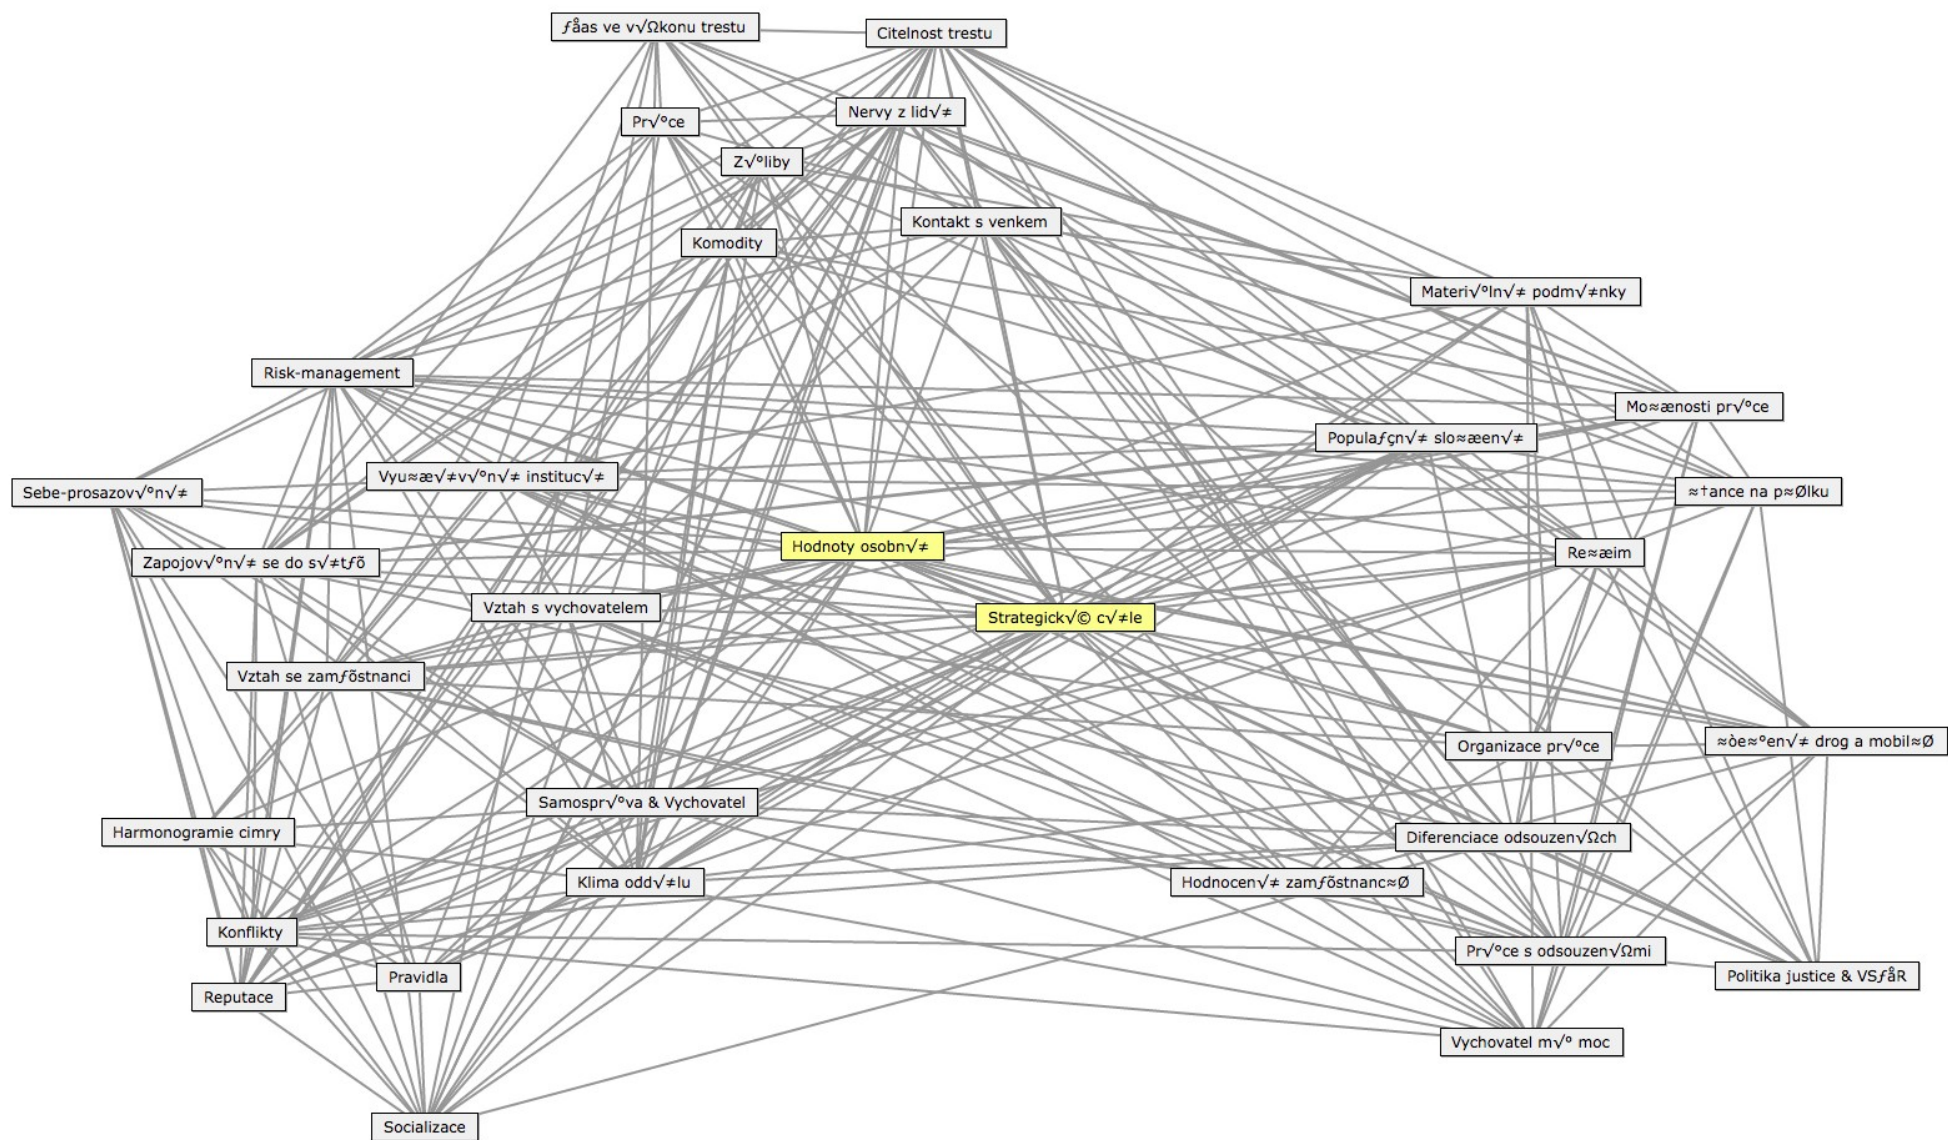 ƒåas ve v√Ωkonu trestu
Citelnost trestu
Nervy z lid√≠
Pr√°ce
Z√°liby
Kontakt s venkem
Komodity
Materi√°ln√≠ podm√≠nky
Risk-management
Mo≈ænosti pr√°ce
Populaƒçn√≠ slo≈æen√≠
Vyu≈æ√≠v√°n√≠ instituc√≠
Sebe-prosazov√°n√≠
≈†ance na p≈Ølku
Hodnoty osobn√≠
Re≈æim
Zapojov√°n√≠ se do s√≠tƒõ
Vztah s vychovatelem
Strategick√© c√≠le
Vztah se zamƒõstnanci
≈òe≈°en√≠ drog a mobil≈Ø
Organizace pr√°ce
Samospr√°va & Vychovatel
Harmonogramie cimry
Diferenciace odsouzen√Ωch
Klima odd√≠lu
Hodnocen√≠ zamƒõstnanc≈Ø
Konflikty
Pr√°ce s odsouzen√Ωmi
Pravidla
Politika justice & VSƒåR
Reputace
Vychovatel m√° moc
Socializace